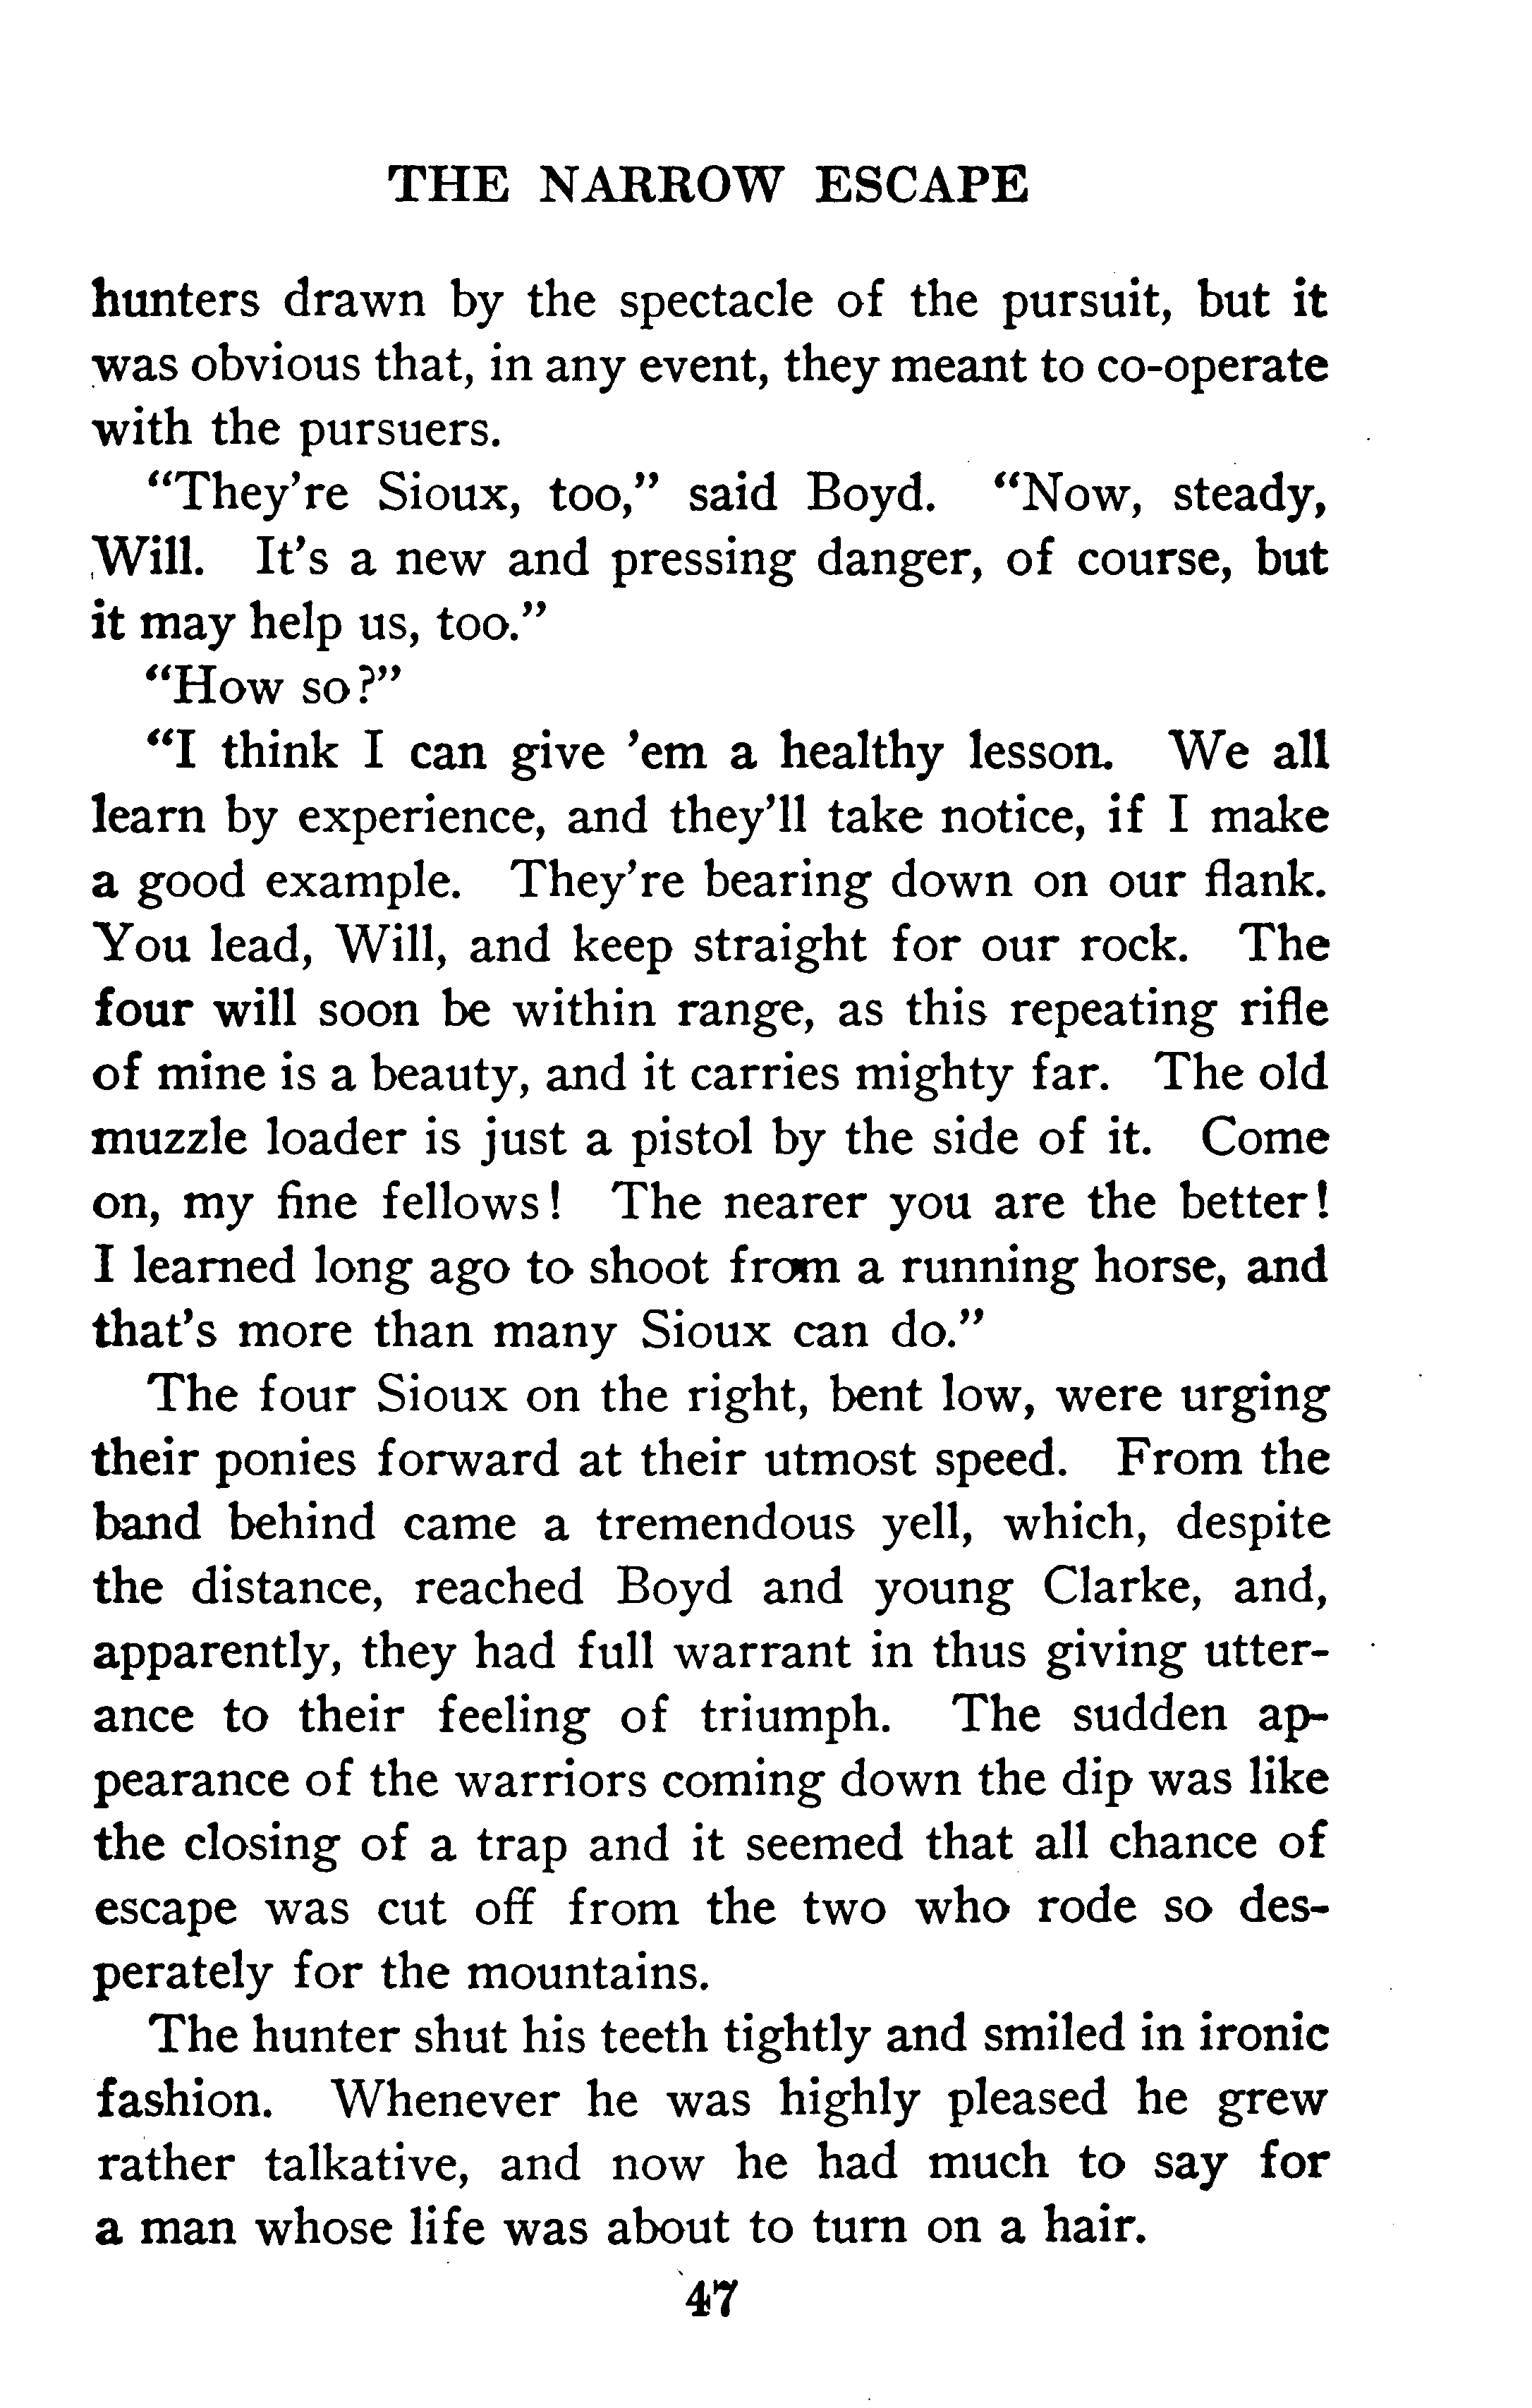 THE NARROW ESCAPE
hunters drawn by the spectacle of the pursuit, but it
was obvious that, in any event, they meant to co-operate
with the pursuers.
"They're Sioux, too," said Boyd. "Now, steady,
Will. It's a new and pressing danger, of course, but
it may help us, too."
"How so?"
"I think I can give 'em a healthy lesson. We all
learn by experience, and they'll take notice, if I make
a good example. They're bearing down on our flank.
You lead, Will, and keep straight for our rock. The
four will soon be within range, as this repeating rifle
of mine is a beauty, and it carries mighty far. The old
muzzle loader is just a pistol by the side of it. Come
on, my fine fellows! The nearer you are the better!
I learned long ago to shoot from a running horse, and
that's more than many Sioux can do."
The four Sioux on the right, bent low, were urging
their ponies forward at their utmost speed. From the
band behind came a tremendous yell, which, despite
the distance, reached Boyd and young Clarke, and,
apparently, they had full warrant in thus giving utter-
ance to their feeling of triumph. The sudden ap-
pearance of the warriors coming down the dip was like
the closing of a trap and it seemed that all chance of
escape was cut off from the two who rode so des-
perately for the mountains.
The hunter shut his teeth tightly and smiled in ironic
fashion. Whenever he was highly pleased he grew
rather talkative, and now he had much to say for
a man whose life was about to turn on a hair.
47